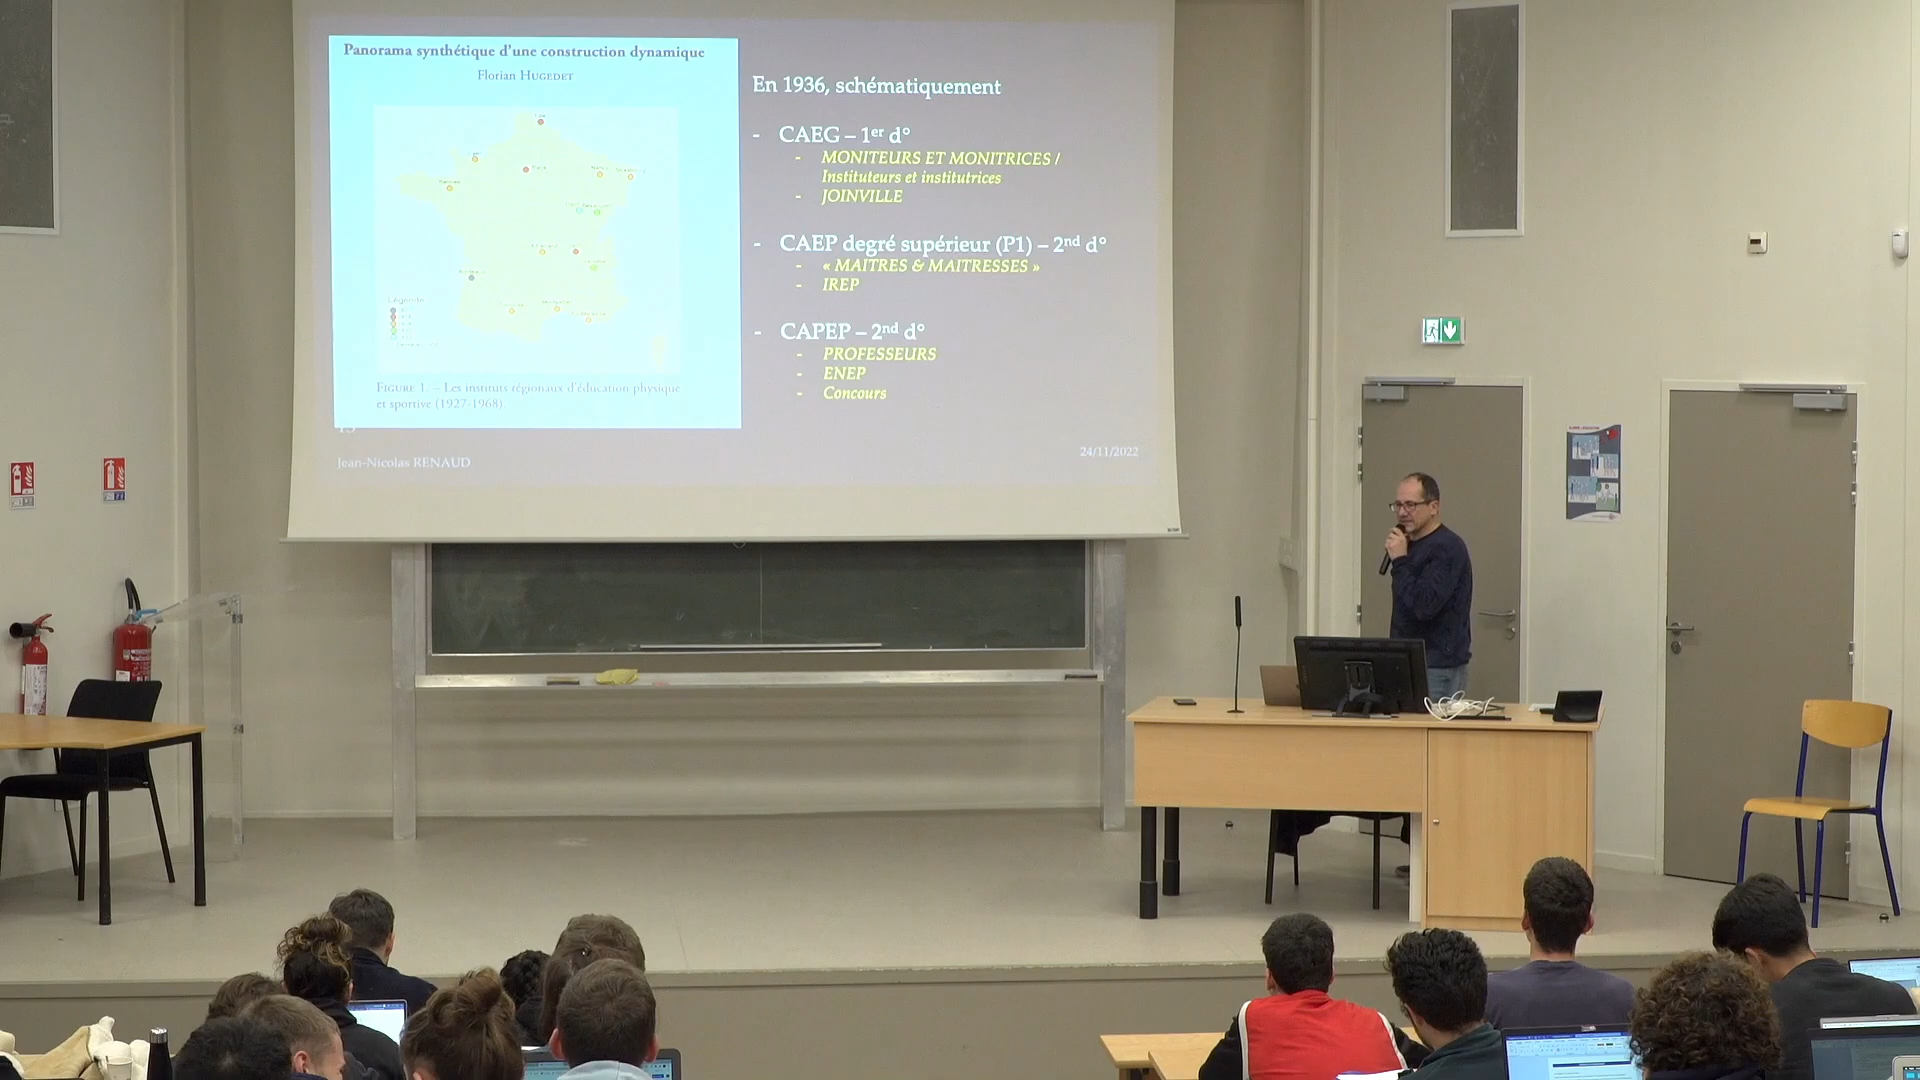 Panorama synthétique d'une construction dynamique
Florian HUGEDET
FIGURE 1. – Les instituts régionaux d'éducation physique
et sportive (1927-1968).
En 1936, schématiquement
- CAEG – 1er d°
- MONITEURS ET MONITRICES /
Instituteurs et institutrices
- JOINVILLE
- CAEP degré supérieur (P1) – 2nd d°
- « MAITRES & MAITRESSES »
- IREP
- CAPEP – 2nd d°
- PROFESSEURS
- ENEP
- Concours
Jean-Nicolas RENAUD
24/11/2022